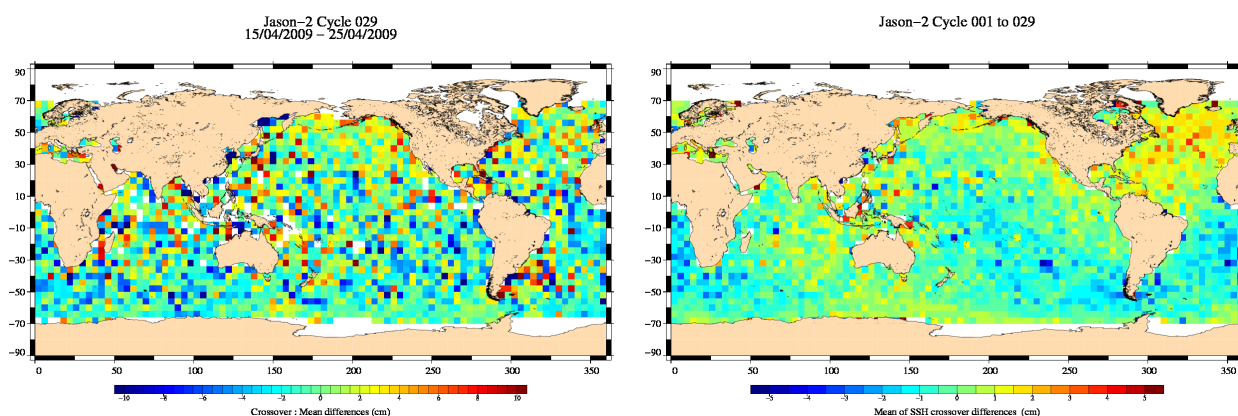 Jason−2 Cycle 029
15/04/2009 − 25/04/2009
90
70
50
30
10
−10
−30
−50
−70
−90
0 50 100 150 200 250 300 350
−10 −8 −6 −4 −2 0 2 4 6 8 10
Crossover : Mean differences (cm)
Jason−2 Cycle 001 to 029
90
70
50
30
10
−10
−30
−50
−70
−90
0 50 100 150 200 250 300 350
−5 −4 −3 −2 −1 0 1 2 3 4 5
Mean of SSH crossover differences (cm)